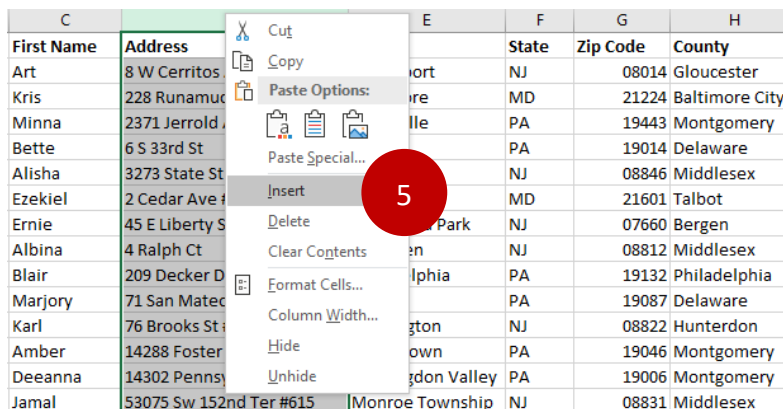 C E F G H
First Name Address State Zip Code County
Art 8 W Cerritos NJ 08014 Gloucester
Kris 228 MD 21224 Baltimore City
Minna 2371 Jerrold PA 19443 Montgomery
Bette 6 S 33rd St PA 19014 Delaware
Alisha 3273 State St NJ 08846 Middlesex
Ezekiel 2 Cedar Ave MD 21601 Talbot
Ernie 45 E Liberty Park NJ 07660 Bergen
Albina 4 Ralph Ct NJ 08812 Middlesex
Blair 209 Decker PA 19132 Philadelphia
Marjory 71 San PA 19087 Delaware
Karl 76 Brooks St NJ 08822 Hunterdon
Amber 14288 Foster PA 19046 Montgomery
Deeanna 14302 Valley PA 19006 Montgomery
Jamal 53075 Sw 152nd Ter #615 Monroe Township NJ 08831 Middlesex
Cut
Copy
Paste Options:
Paste Special...
Insert
5
Delete
Clear Contents
Format Cells...
Column Width...
Hide
Unhide